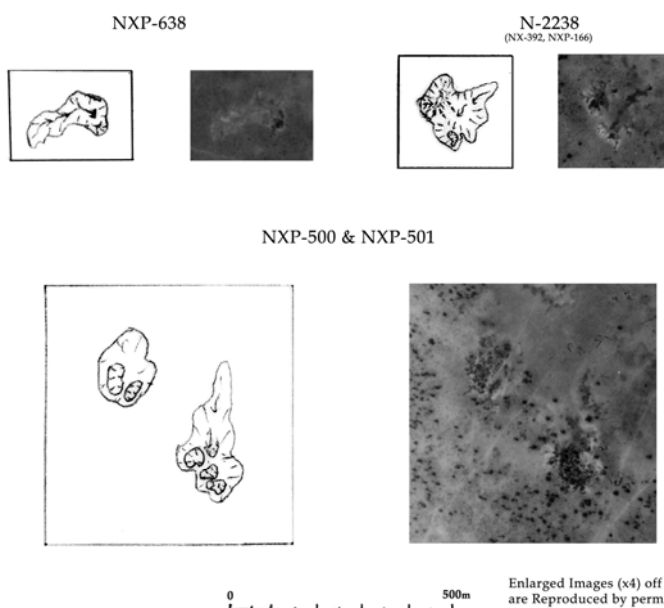 NXP-638
N-2238
(NX-392, NXP-166)
NXP-500 & NXP-501
0 500m
Enlarged Images (x4) off
are Reproduced by perm